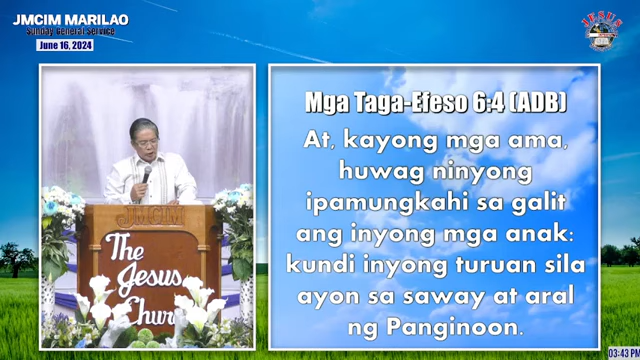 JMCIM MARILAO
Sunday General Service
June 16, 2024
JESUS
Mga Taga-Efeso 6:4 (ADB)
At, kayong mga ama,
huwag ninyong
ipamungkahi sa galit
ang inyong mga anak:
kundi inyong turuan sila
ayon sa saway at aral
ng Panginoon.
JMCIM
The
Jesus
Church
03:43 PM